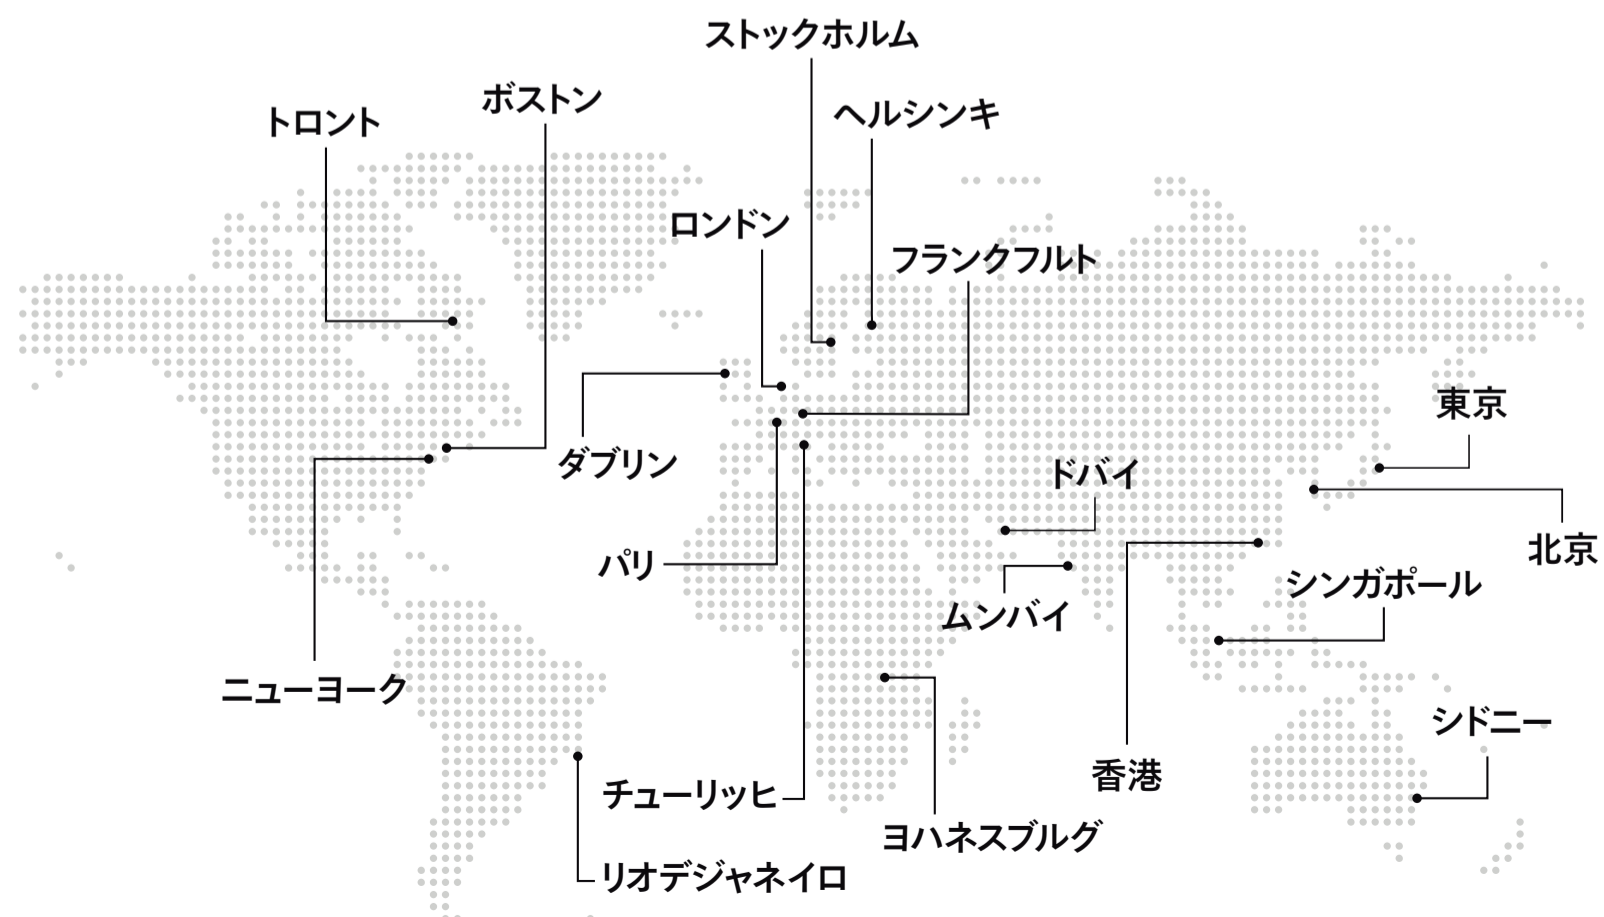 ストックホルム
ボストン
トロント
ヘルシンキ
ロンドン
フランクフルト
東京
ダブリン
ドバイ
北京
パリ
シンガポール
ムンバイ
ニューヨーク
シドニー
香港
チューリッヒ
ヨハネスブルグ
リオデジャネイロ